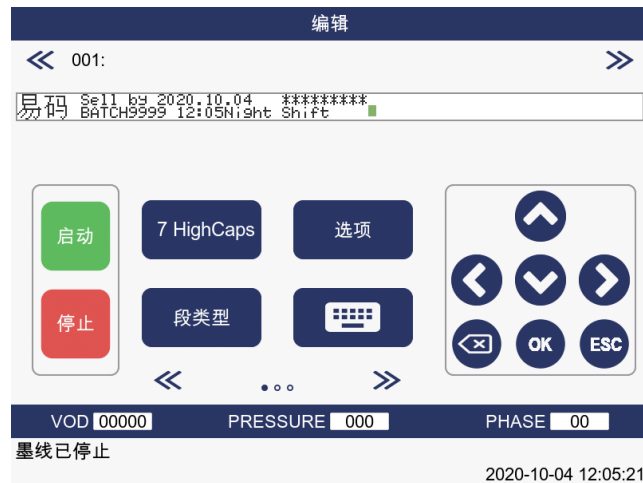 编辑
001:
易码 Sell by 2020.10.04 *********
BATCH9999 12:05Night Shift
启动
7 HighCaps
选项
停止
段类型
OK
ESC
VOD 00000
PRESSURE 000
PHASE 00
墨线已停止
2020-10-04 12:05:21